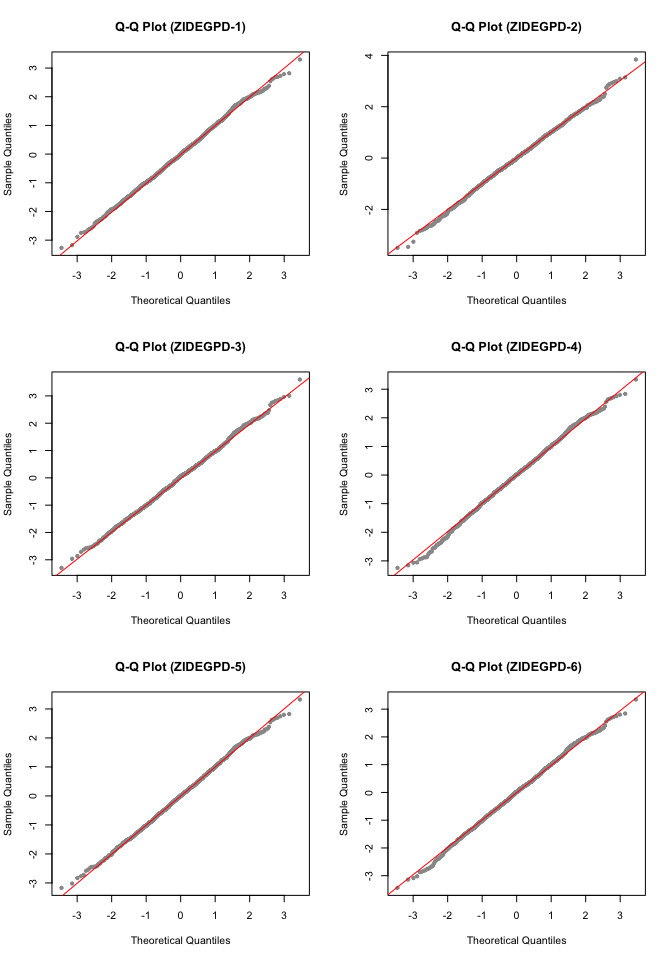 Q-Q Plot (ZIDEGPD-1)
Sample Quantiles
3
2
1
0
-1
-2
-3
-3 -2 -1 0 1 2 3
Theoretical Quantiles
Q-Q Plot (ZIDEGPD-2)
Sample Quantiles
4
2
0
-2
-3 -2 -1 0 1 2 3
Theoretical Quantiles
Q-Q Plot (ZIDEGPD-3)
Sample Quantiles
3
2
1
0
-1
-2
-3
-3 -2 -1 0 1 2 3
Theoretical Quantiles
Q-Q Plot (ZIDEGPD-4)
Sample Quantiles
3
2
1
0
-1
-2
-3
-3 -2 -1 0 1 2 3
Theoretical Quantiles
Q-Q Plot (ZIDEGPD-5)
Sample Quantiles
3
2
1
0
-1
-2
-3
-3 -2 -1 0 1 2 3
Theoretical Quantiles
Q-Q Plot (ZIDEGPD-6)
Sample Quantiles
3
2
1
0
-1
-2
-3
-3 -2 -1 0 1 2 3
Theoretical Quantiles